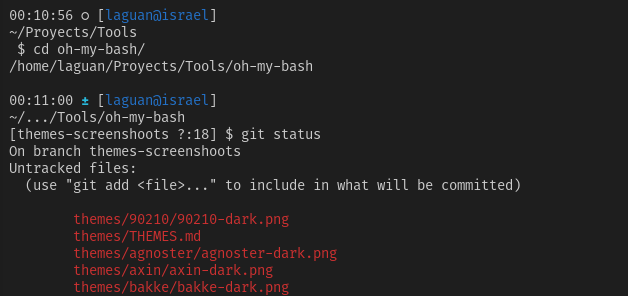 00:10:56 ○ [laguan@israel]
~/Proyects/Tools
 $ cd oh-my-bash/
/home/laguan/Proyects/Tools/oh-my-bash

00:11:00 ± [laguan@israel]
~/.../Tools/oh-my-bash
[themes-screenshoots ?:18] $ git status
On branch themes-screenshoots
Untracked files:
  (use "git add <file>..." to include in what will be committed)

        themes/90210/90210-dark.png
        themes/THEMES.md
        themes/agnoster/agnoster-dark.png
        themes/axin/axin-dark.png
        themes/bakke/bakke-dark.png